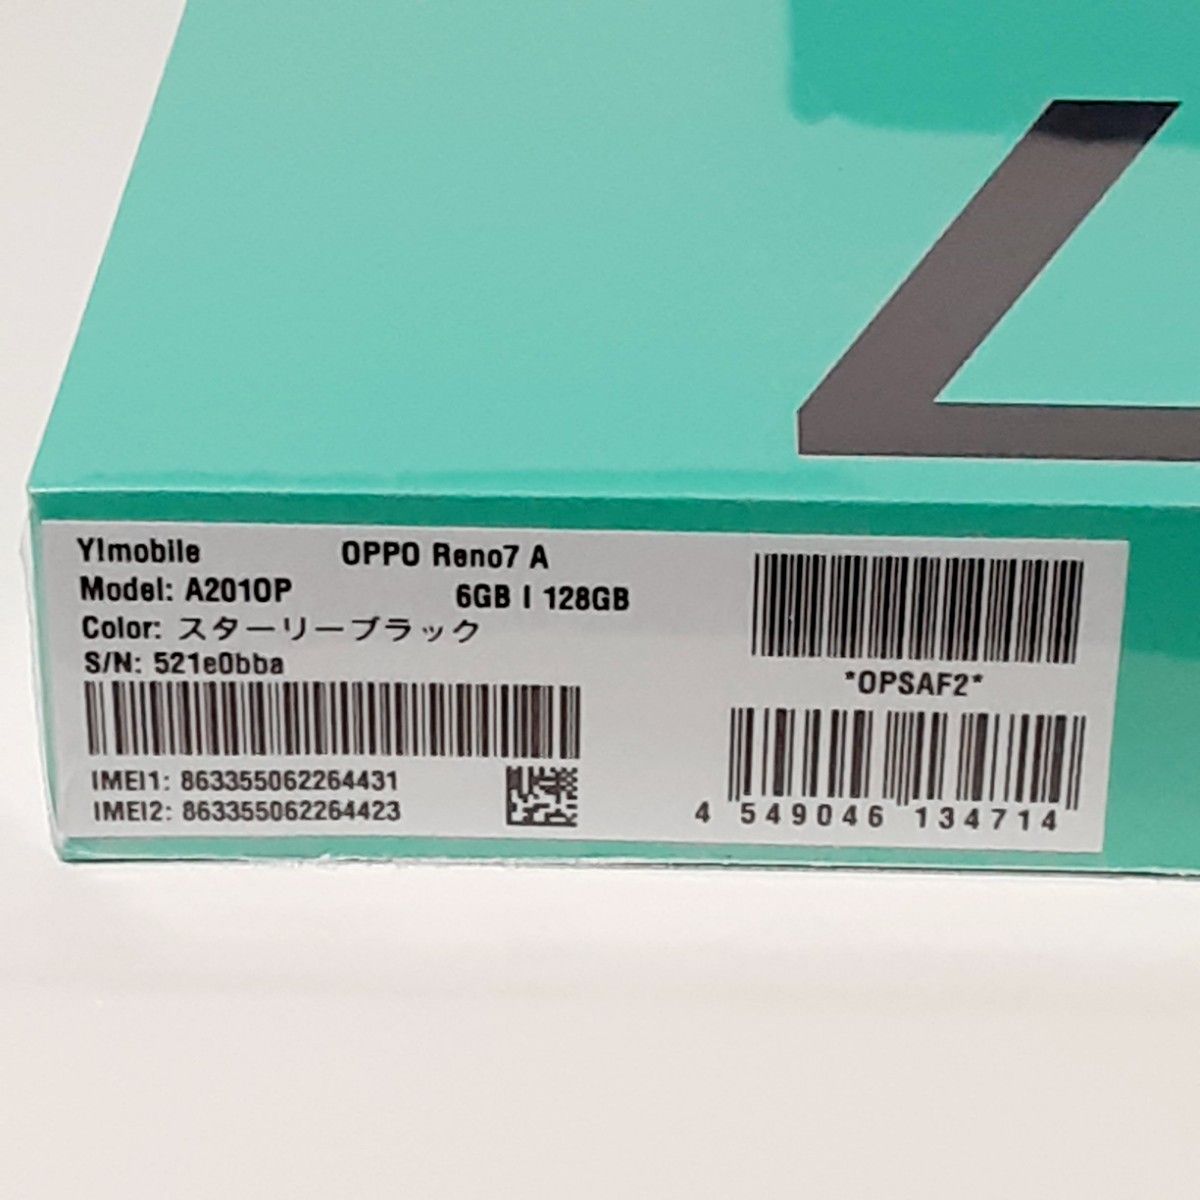 Y!mobile OPPO Reno7 A
Model: A201OP 6GB | 128GB
Color: スターリーブラック
S/N: 521e0bba
IMEI1: 863355062264431
IMEI2: 863355062264423
*OPSAF2*
4 549046 134714